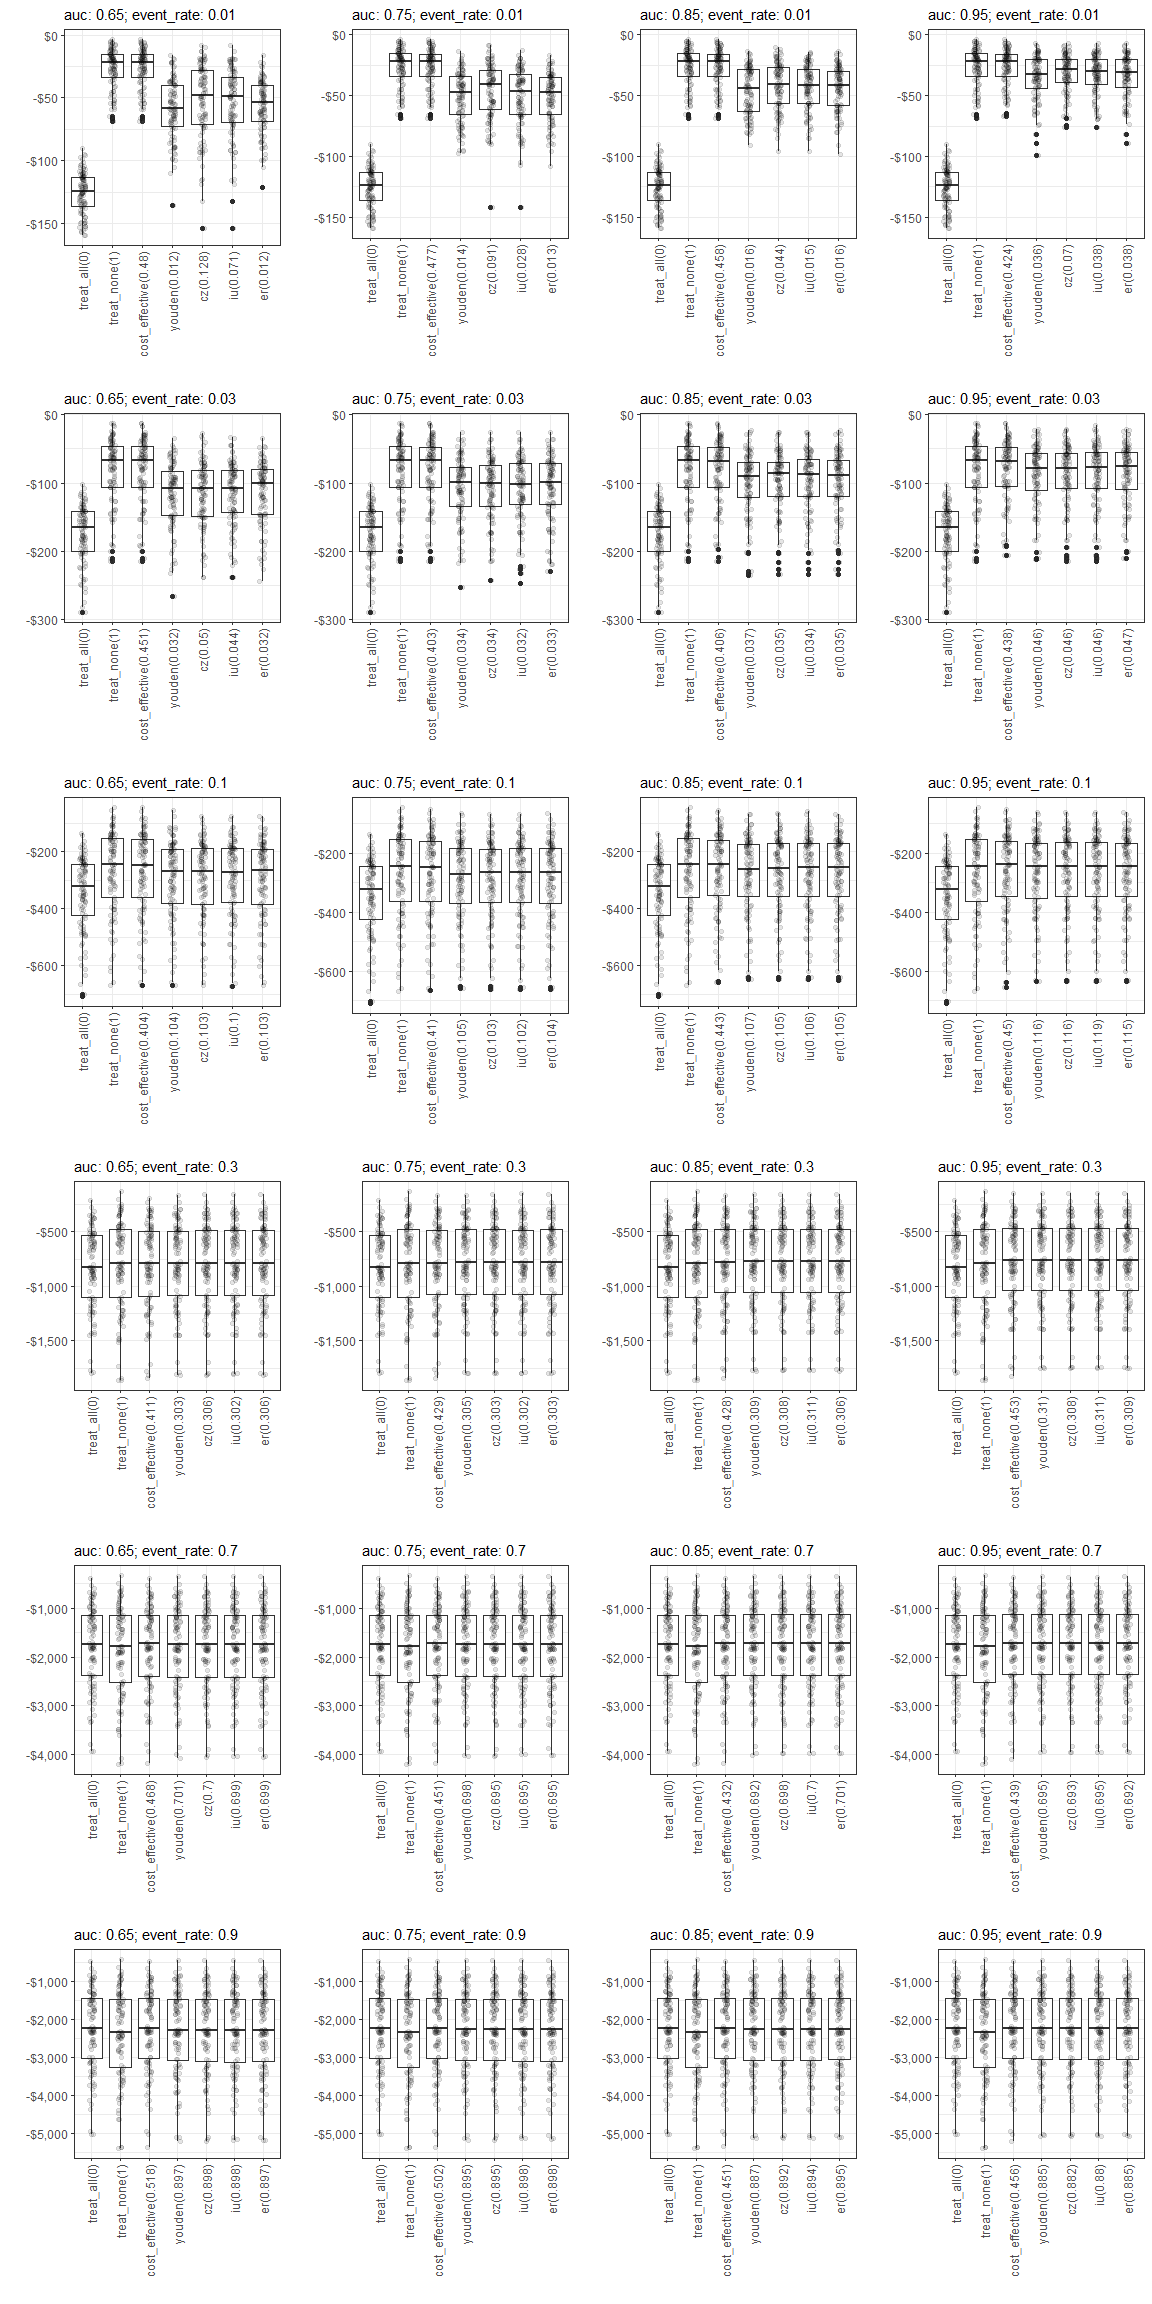 auc: 0.65; event_rate: 0.01
auc: 0.75; event_rate: 0.01
auc: 0.85; event_rate: 0.01
auc: 0.95; event_rate: 0.01
$0
-$50
-$100
-$150
$0
-$50
-$100
-$150
$0
-$50
-$100
-$150
$0
-$50
-$100
-$150
treat_all(0)
treat_none(1)
cost_effective(0.48)
youden(0.012)
cz(0.128)
iu(0.071)
er(0.012)
treat_all(0)
treat_none(1)
cost_effective(0.477)
youden(0.014)
cz(0.091)
iu(0.028)
er(0.013)
treat_all(0)
treat_none(1)
cost_effective(0.458)
youden(0.016)
cz(0.044)
iu(0.015)
er(0.016)
treat_all(0)
treat_none(1)
cost_effective(0.424)
youden(0.036)
cz(0.07)
iu(0.038)
er(0.038)
auc: 0.65; event_rate: 0.03
auc: 0.75; event_rate: 0.03
auc: 0.85; event_rate: 0.03
auc: 0.95; event_rate: 0.03
$0
-$100
-$200
-$300
$0
-$100
-$200
-$300
$0
-$100
-$200
-$300
$0
-$100
-$200
-$300
treat_all(0)
treat_none(1)
cost_effective(0.451)
youden(0.032)
cz(0.05)
iu(0.044)
er(0.032)
treat_all(0)
treat_none(1)
cost_effective(0.403)
youden(0.034)
cz(0.034)
iu(0.032)
er(0.033)
treat_all(0)
treat_none(1)
cost_effective(0.406)
youden(0.037)
cz(0.035)
iu(0.034)
er(0.035)
treat_all(0)
treat_none(1)
cost_effective(0.438)
youden(0.046)
cz(0.046)
iu(0.046)
er(0.047)
auc: 0.65; event_rate: 0.1
auc: 0.75; event_rate: 0.1
auc: 0.85; event_rate: 0.1
auc: 0.95; event_rate: 0.1
-$200
-$400
-$600
-$200
-$400
-$600
-$200
-$400
-$600
-$200
-$400
-$600
treat_all(0)
treat_none(1)
cost_effective(0.404)
youden(0.104)
cz(0.103)
iu(0.1)
er(0.103)
treat_all(0)
treat_none(1)
cost_effective(0.41)
youden(0.105)
cz(0.103)
iu(0.102)
er(0.104)
treat_all(0)
treat_none(1)
cost_effective(0.443)
youden(0.107)
cz(0.105)
iu(0.106)
er(0.105)
treat_all(0)
treat_none(1)
cost_effective(0.45)
youden(0.116)
cz(0.116)
iu(0.119)
er(0.115)
auc: 0.65; event_rate: 0.3
auc: 0.75; event_rate: 0.3
auc: 0.85; event_rate: 0.3
auc: 0.95; event_rate: 0.3
-$500
-$1,000
-$1,500
-$500
-$1,000
-$1,500
-$500
-$1,000
-$1,500
-$500
-$1,000
-$1,500
treat_all(0)
treat_none(1)
cost_effective(0.411)
youden(0.303)
cz(0.306)
iu(0.302)
er(0.306)
treat_all(0)
treat_none(1)
cost_effective(0.429)
youden(0.305)
cz(0.303)
iu(0.302)
er(0.303)
treat_all(0)
treat_none(1)
cost_effective(0.428)
youden(0.309)
cz(0.308)
iu(0.311)
er(0.306)
treat_all(0)
treat_none(1)
cost_effective(0.453)
youden(0.31)
cz(0.308)
iu(0.311)
er(0.309)
auc: 0.65; event_rate: 0.7
auc: 0.75; event_rate: 0.7
auc: 0.85; event_rate: 0.7
auc: 0.95; event_rate: 0.7
-$1,000
-$2,000
-$3,000
-$4,000
-$1,000
-$2,000
-$3,000
-$4,000
-$1,000
-$2,000
-$3,000
-$4,000
-$1,000
-$2,000
-$3,000
-$4,000
treat_all(0)
treat_none(1)
cost_effective(0.468)
youden(0.701)
cz(0.7)
iu(0.699)
er(0.699)
treat_all(0)
treat_none(1)
cost_effective(0.451)
youden(0.698)
cz(0.695)
iu(0.695)
er(0.695)
treat_all(0)
treat_none(1)
cost_effective(0.432)
youden(0.692)
cz(0.698)
iu(0.7)
er(0.701)
treat_all(0)
treat_none(1)
cost_effective(0.439)
youden(0.695)
cz(0.693)
iu(0.695)
er(0.692)
auc: 0.65; event_rate: 0.9
auc: 0.75; event_rate: 0.9
auc: 0.85; event_rate: 0.9
auc: 0.95; event_rate: 0.9
-$1,000
-$2,000
-$3,000
-$4,000
-$5,000
-$1,000
-$2,000
-$3,000
-$4,000
-$5,000
-$1,000
-$2,000
-$3,000
-$4,000
-$5,000
-$1,000
-$2,000
-$3,000
-$4,000
-$5,000
treat_all(0)
treat_none(1)
cost_effective(0.518)
youden(0.897)
cz(0.898)
iu(0.898)
er(0.897)
treat_all(0)
treat_none(1)
cost_effective(0.502)
youden(0.895)
cz(0.895)
iu(0.898)
er(0.898)
treat_all(0)
treat_none(1)
cost_effective(0.451)
youden(0.887)
cz(0.892)
iu(0.894)
er(0.895)
treat_all(0)
treat_none(1)
cost_effective(0.456)
youden(0.885)
cz(0.882)
iu(0.88)
er(0.885)